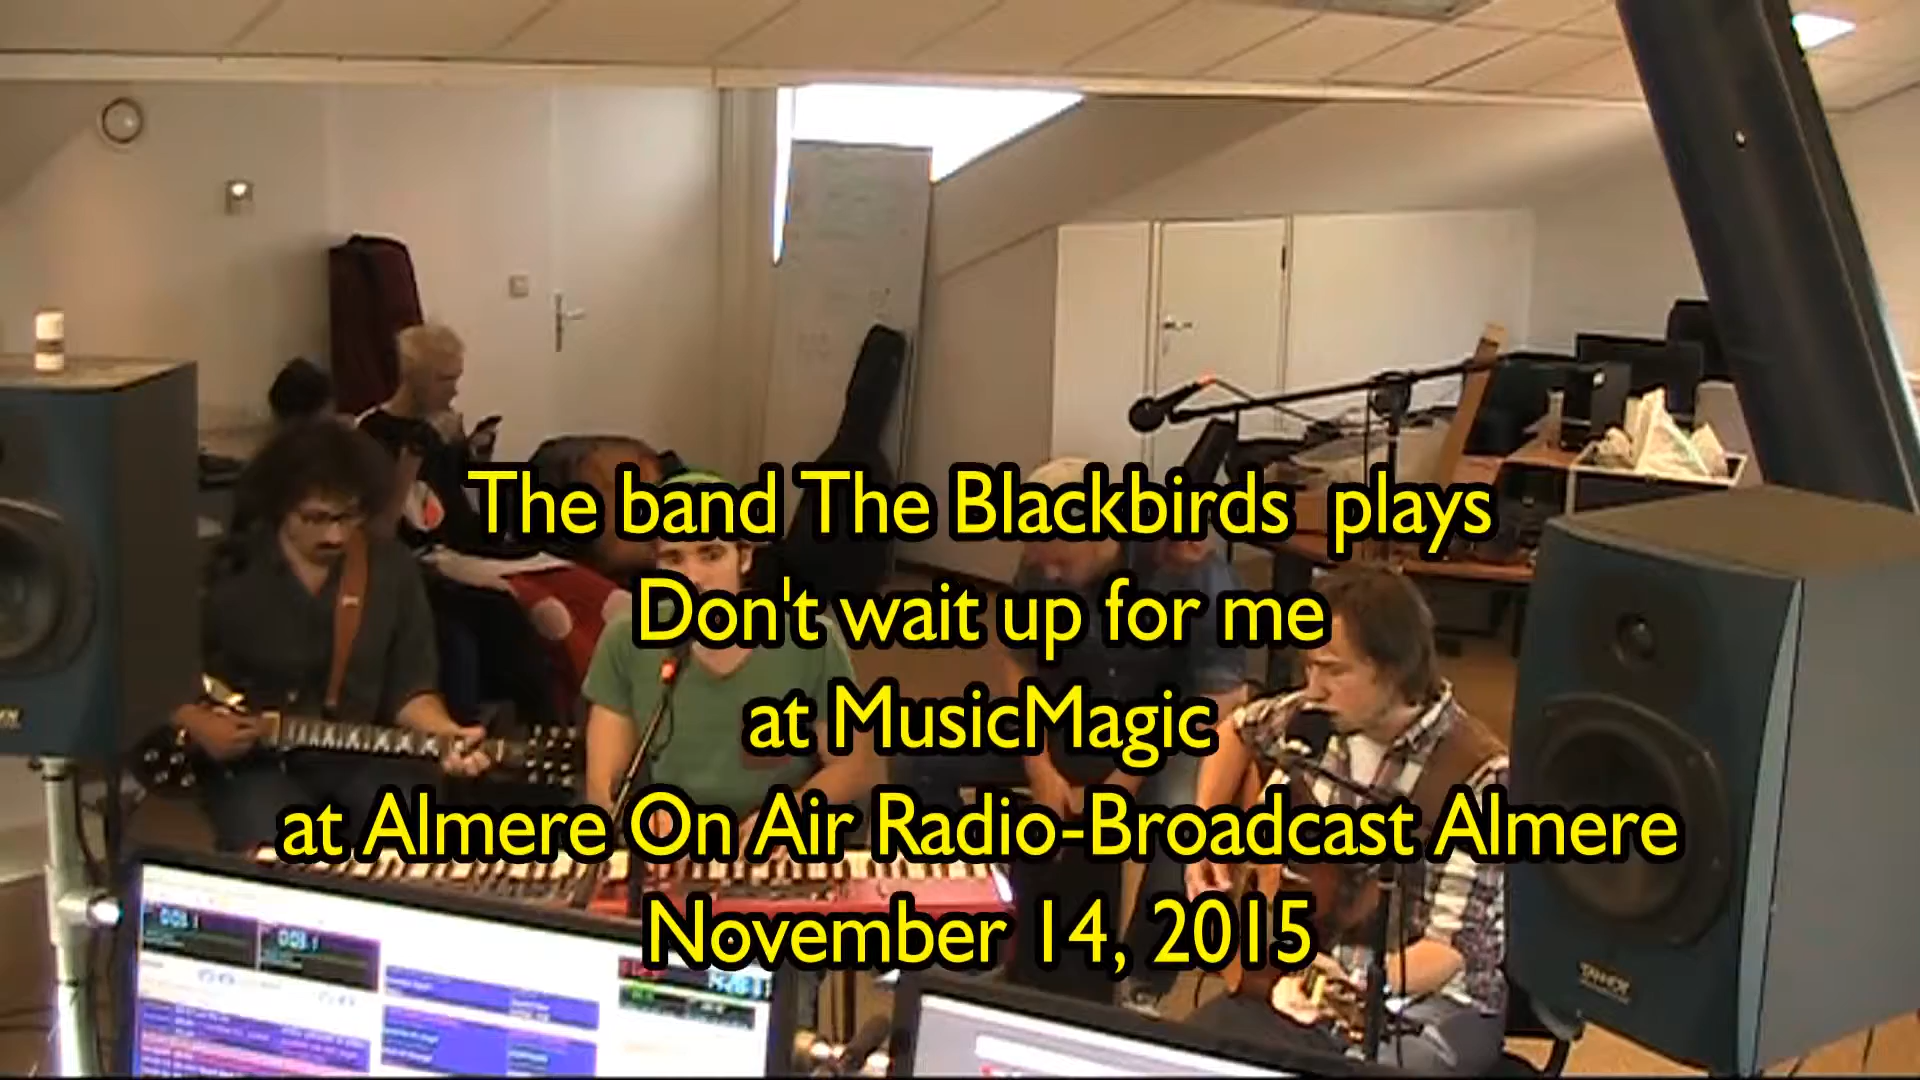 The band The Blackbirds  plays
Don't wait up for me
at MusicMagic
at Almere On Air Radio-Broadcast Almere
November 14, 2015
TANNOY